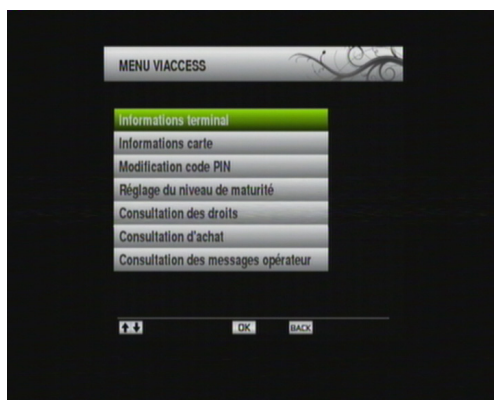 MENU VIACCESS
Informations terminal
Informations carte
Modification code PIN
Réglage du niveau de maturité
Consultation des droits
Consultation d'achat
Consultation des messages opérateur
OK BACK